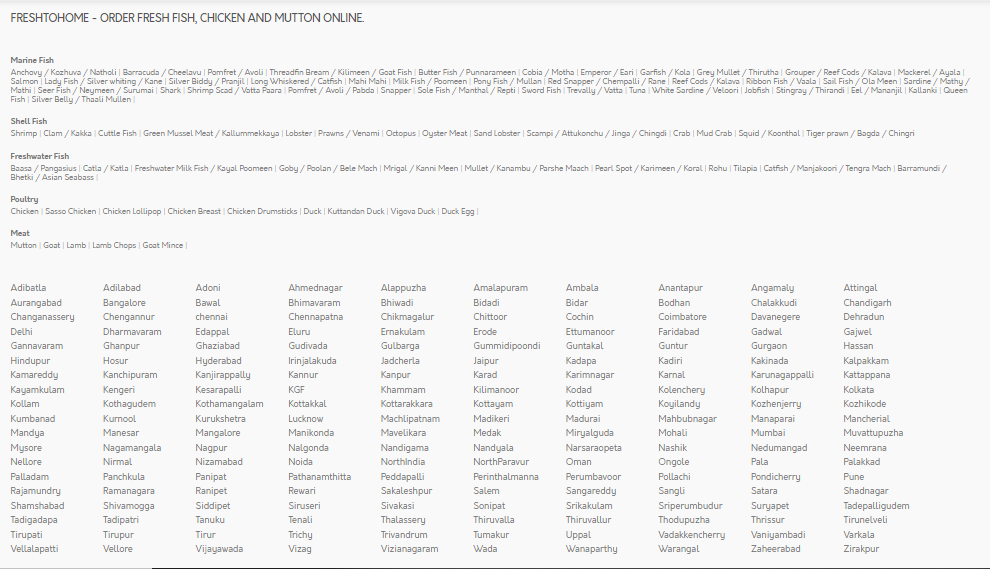 FRESHTOHOME - ORDER FRESH FISH, CHICKEN AND MUTTON ONLINE.
Marine Fish
Anchovy / Kozhuva / Natholi | Barracuda / Cheelavu | Pomfret / Avoli | Threadfin Bream / Kilimeen / Goat Fish | Butter Fish / Punnarameen | Cobia / Motha | Emperor / Eari | Garfish / Kola | Grey Mullet / Thirutha | Grouper / Reef Cods / Kalava | Mackerel / Ayala |
Salmon | Lady Fish / Silver whiting / Kane | Silver Biddy / Pranjil | Long Whiskered / Catfish | Mahi Mahi | Milk Fish / Poomeen | Pony Fish / Mullan | Red Snapper / Chempalli / Rane | Reef Cods / Kalava | Ribbon Fish / Vaala | Sail Fish / Ola Meen | Sardine / Mathy /
Mathi | Seer Fish / Neymeen / Surumai | Shark | Shrimp Scad / Vatta Paara | Pomfret / Avoli / Pabda | Snapper | Sole Fish / Manthal / Repti | Sword Fish | Trevally / Vatta | Tuna | White Sardine / Veloori | Jobfish | Stingray / Thirandi | Eel / Mananjil | Kallanki | Queen
Fish | Silver Belly / Thaali Mullen |
Shell Fish
Shrimp | Clam / Kakka | Cuttle Fish | Green Mussel Meat / Kallummekkaya | Lobster | Prawns / Venami | Octopus | Oyster Meat | Sand Lobster | Scampi / Attukonchu / Jinga / Chingdi | Crab | Mud Crab | Squid / Koonthal | Tiger prawn / Bagda / Chingri
Freshwater Fish
Baasa / Pangasius | Catla / Katla | Freshwater Milk Fish / Kayal Poomeen | Goby / Poolan / Bele Mach | Mrigal / Kanni Meen | Mullet / Kanambu / Parshe Mach | Pearl Spot / Karimeen / Koral | Rohu | Tilapia | Catfish / Manjakoori / Tengra Mach | Barramundi /
Bhetki / Asian Seabass |
Poultry
Chicken | Sasso Chicken | Chicken Lollipop | Chicken Breast | Chicken Drumsticks | Duck | Kuttandan Duck | Vigova Duck | Duck Egg |
Meat
Mutton | Goat | Lamb | Lamb Chops | Goat Mince |
Adibatla Adilabad Adoni Ahmednagar Alappuzha Amalapuram Ambala Anantapur Angamaly Attingal
Aurangabad Bangalore Bawal Bhimavaram Bhiwadi Bidadi Bidar Bodhan Chalakkudi Chandigarh
Changanassery Chengannur chennai Chennapatna Chikmagalur Chittoor Cochin Coimbatore Davanegere Dehradun
Delhi Dharmavaram Edappal Eluru Ernakulam Erode Ettumanoor Faridabad Gadwal Gajwel
Gannavaram Ghanpur Ghaziabad Gudivada Gulbarga Gummidipoondi Guntakal Guntur Gurgaon Hassan
Hindupur Hosur Hyderabad Irinjalakuda Jadcherla Jaipur Kadapa Kadiri Kakinada Kalpakkam
Kamareddy Kanchipuram Kanjirappally Kannur Kanpur Karad Karimnagar Karnal Karunagappalli Kattappana
Kayamkulam Kengeri Kesarapalli KGF Khammam Kilimanoor Kodad Kolenchery Kolhapur Kolkata
Kollam Kothagudem Kothamangalam Kottakkal Kottarakkara Kottayam Kottiyam Koyilandy Kozhenjerry Kozhikode
Kumbanad Kurnool Kurukshetra Lucknow Machlipatnam Madikeri Madurai Mahbubnagar Manaparai Mancherial
Mandya Manesar Mangalore Manikonda Mavelikara Medak Miryalguda Mohali Mumbai Muvattupuzha
Mysore Nagamangala Nagpur Nalgonda Nandigama Nandyala Narsaraopeta Nashik Nedumangad Neemrana
Nellore Nirmal Nizamabad Noida NorthIndia NorthParavur Oman Ongole Pala Palakkad
Palladam Panchkula Panipat Pathanamthitta Peddapalli Perinthalmanna Perumbavoor Pollachi Pondicherry Pune
Rajamundry Ramanagara Ranipet Rewari Sakaleshpur Salem Sangareddy Sangli Satara Shadnagar
Shamshabad Shivamogga Siddipet Siruseri Sivakasi Sonipat Srikakulam Sriperumbudur Suryapet Tadepalligudem
Tadigadapa Tadipatri Tanuku Tenali Thalassery Thiruvalla Thiruvallur Thodupuzha Thrissur Tirunelveli
Tirupati Tirupur Tirur Trichy Trivandrum Tumakur Uppal Vadakkencherry Vaniyambadi Varkala
Vellalapatti Vellore Vijayawada Vizag Vizianagaram Wada Wanaparthy Warangal Zaheerabad Zirakpur